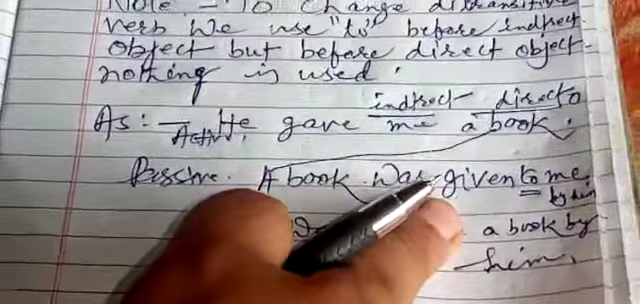 Note - To change ditransitive
verb we use "to" before indirect
object but before direct object
nothing is used.
indirect direct o
As:- He gave me a book.
Active,
Passive. A book was given to me
by him
a book by
him.